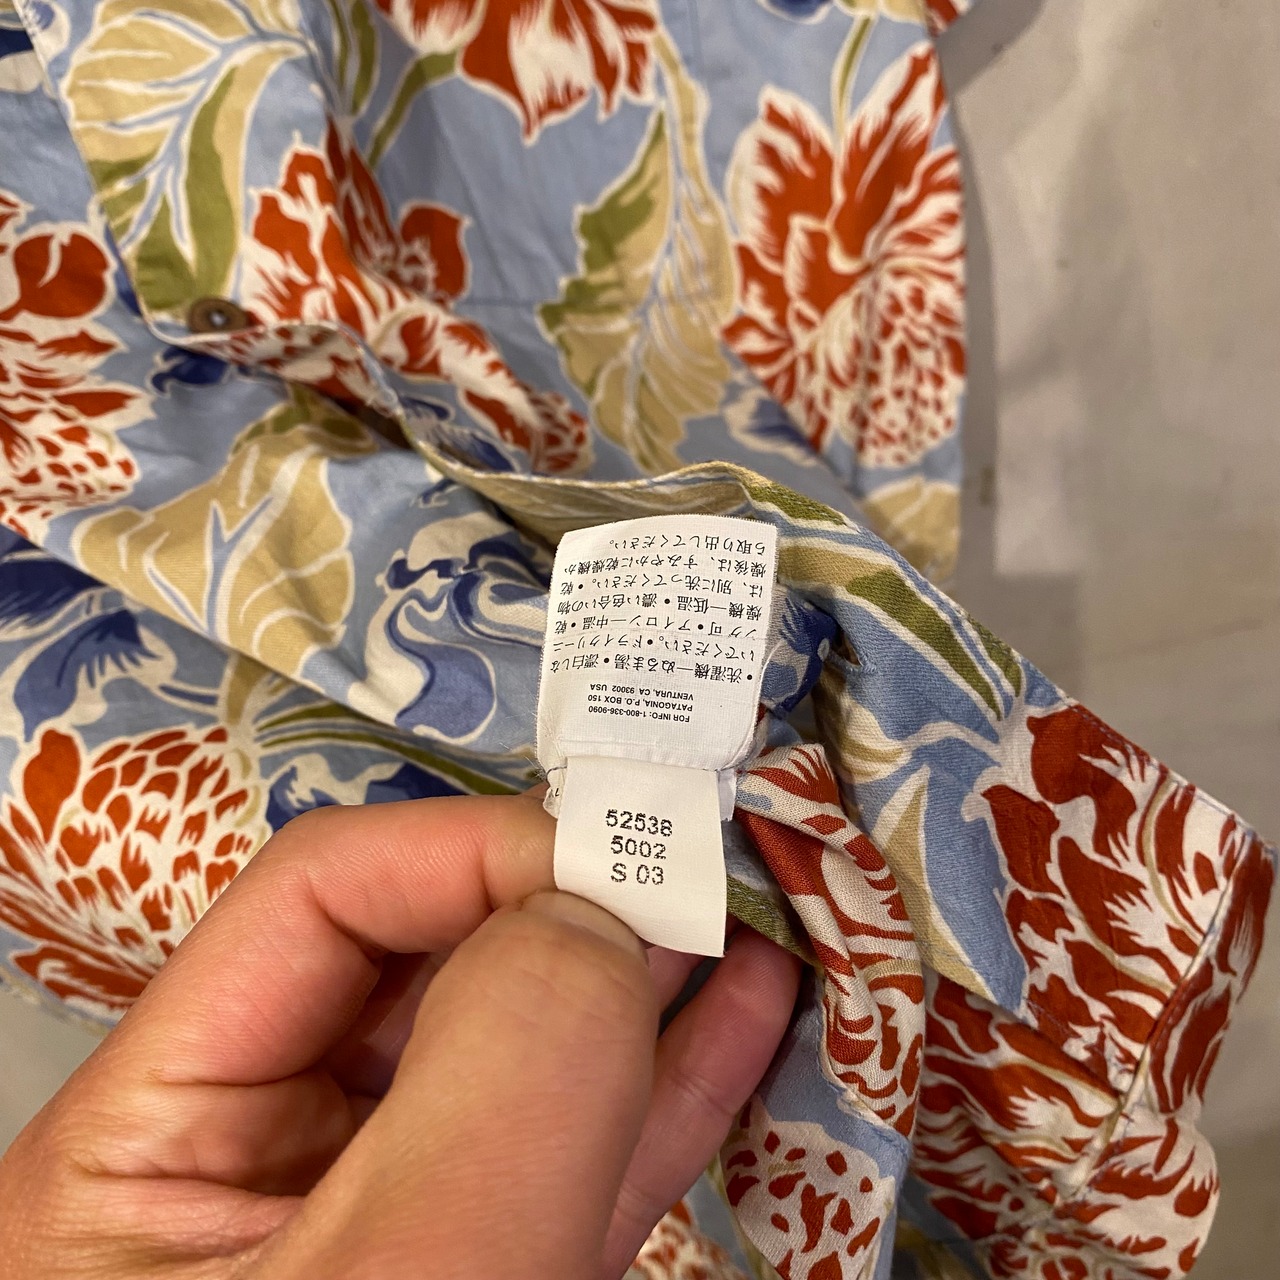 •洗濯機—ぬるま湯•漂白しな
いでください。•ドライクリーニ
ング可•アイロン—中温•乾
燥機—低温•濃い色合いの物
は、別に洗ってください。•乾
燥後は、すみやかに乾燥機か
ら取り出してください。
FOR INFO: 1-800-336-9090
PATAGONIA, P.O. BOX 150
VENTURA, CA 93002 USA
52538
5002
S 03